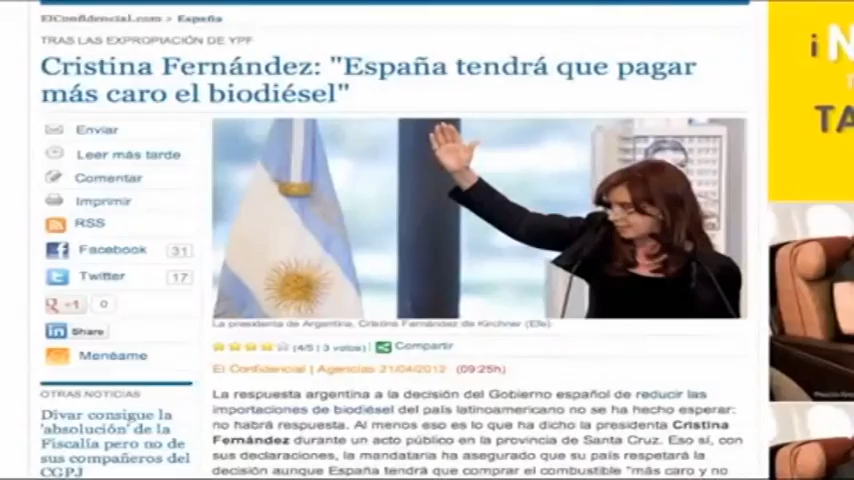 ElConfidencial.com > España
TRAS LAS EXPROPIACIÓN DE YPF
Cristina Fernández: "España tendrá que pagar
más caro el biodiésel"
Enviar
Leer más tarde
Comentar
Imprimir
RSS
Facebook 31
Twitter 17
+1 0
in Share
Menéame
OTRAS NOTICIAS
Divar consigue la
'absolución' de la
Fiscalía pero no de
sus compañeros del
CGPJ
La presidenta de Argentina, Cristina Fernández de Kirchner (Efe)
(4/5 | 3 votos) Compartir
El Confidencial | Agencias 21/04/2012 (09:25h)
La respuesta argentina a la decisión del Gobierno español de reducir las
importaciones de biodiésel del país latinoamericano no se ha hecho esperar:
no habrá respuesta. Al menos eso es lo que ha dicho la presidenta Cristina
Fernández durante un acto público en la provincia de Santa Cruz. Eso sí, con
sus declaraciones, la mandataria ha asegurado que su país respetará la
decisión aunque España tendrá que comprar el combustible "más caro y no
¡ N
TA